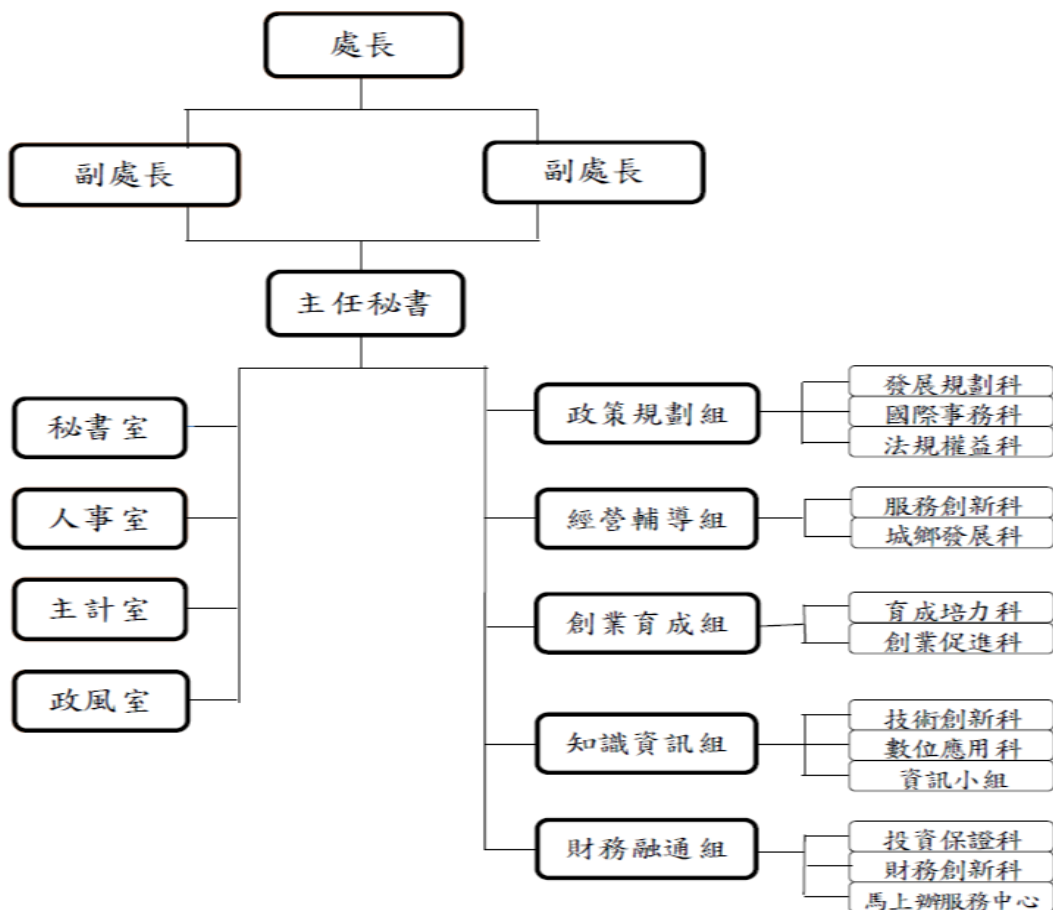 處長
副處長
副處長
主任秘書
秘書室
人事室
主計室
政風室
政策規劃組
發展規劃科
國際事務科
法規權益科
經營輔導組
服務創新科
城鄉發展科
創業育成組
育成培力科
創業促進科
知識資訊組
技術創新科
數位應用科
資訊小組
財務融通組
投資保證科
財務創新科
馬上辦服務中心